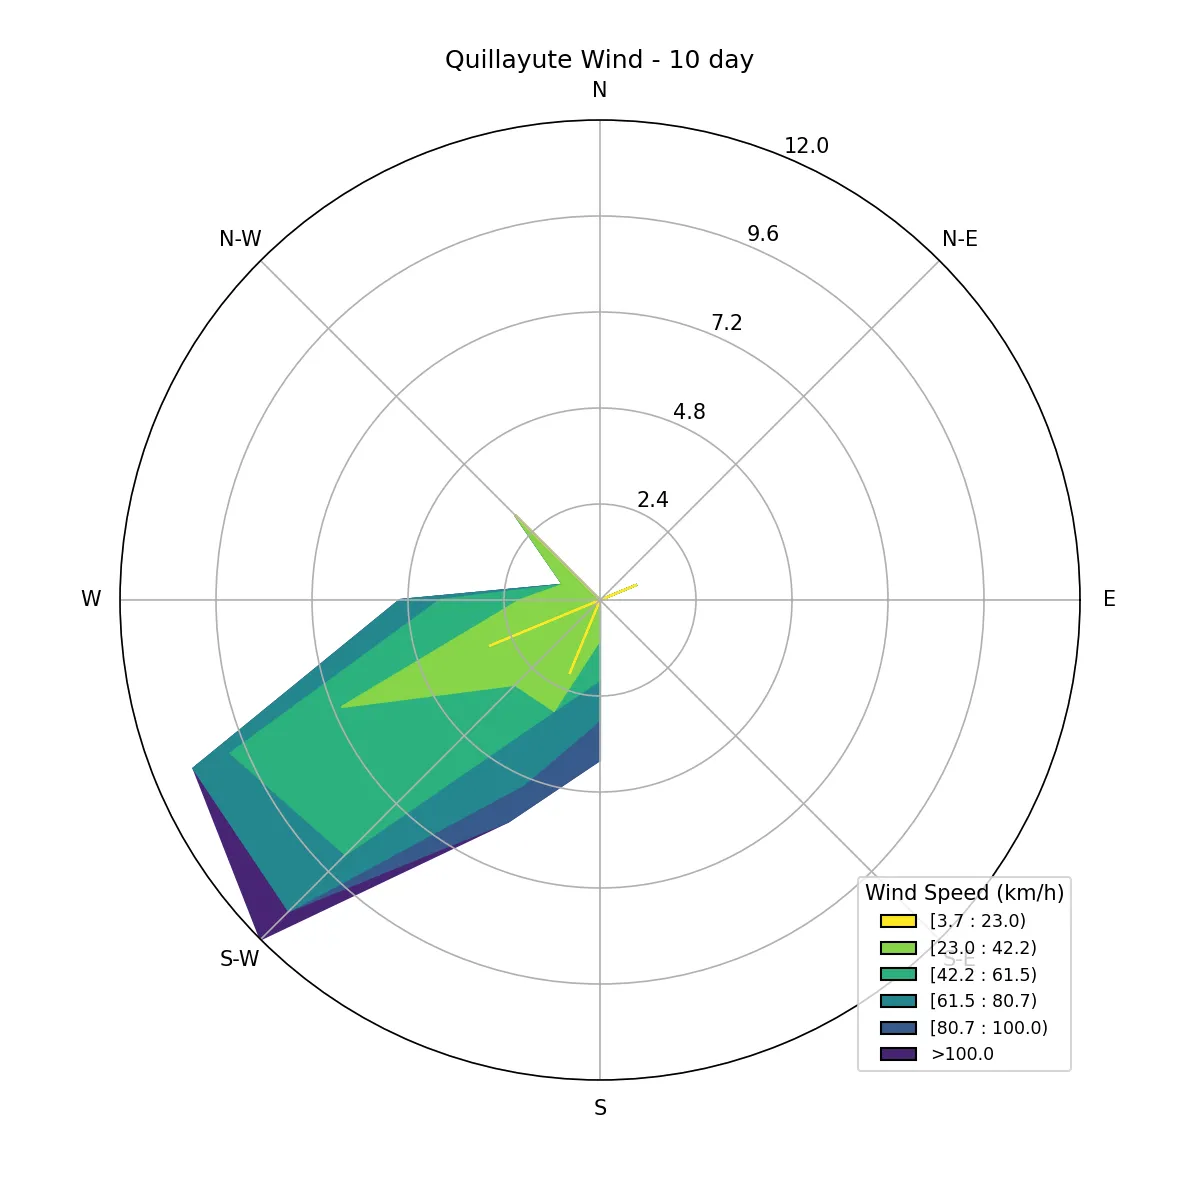 Quillayute Wind - 10 day
N
12.0
N-W
9.6
N-E
7.2
4.8
2.4
W
E
S-W
S-E
Wind Speed (km/h)
[3.7 : 23.0)
[23.0 : 42.2)
[42.2 : 61.5)
[61.5 : 80.7)
[80.7 : 100.0)
>100.0
S